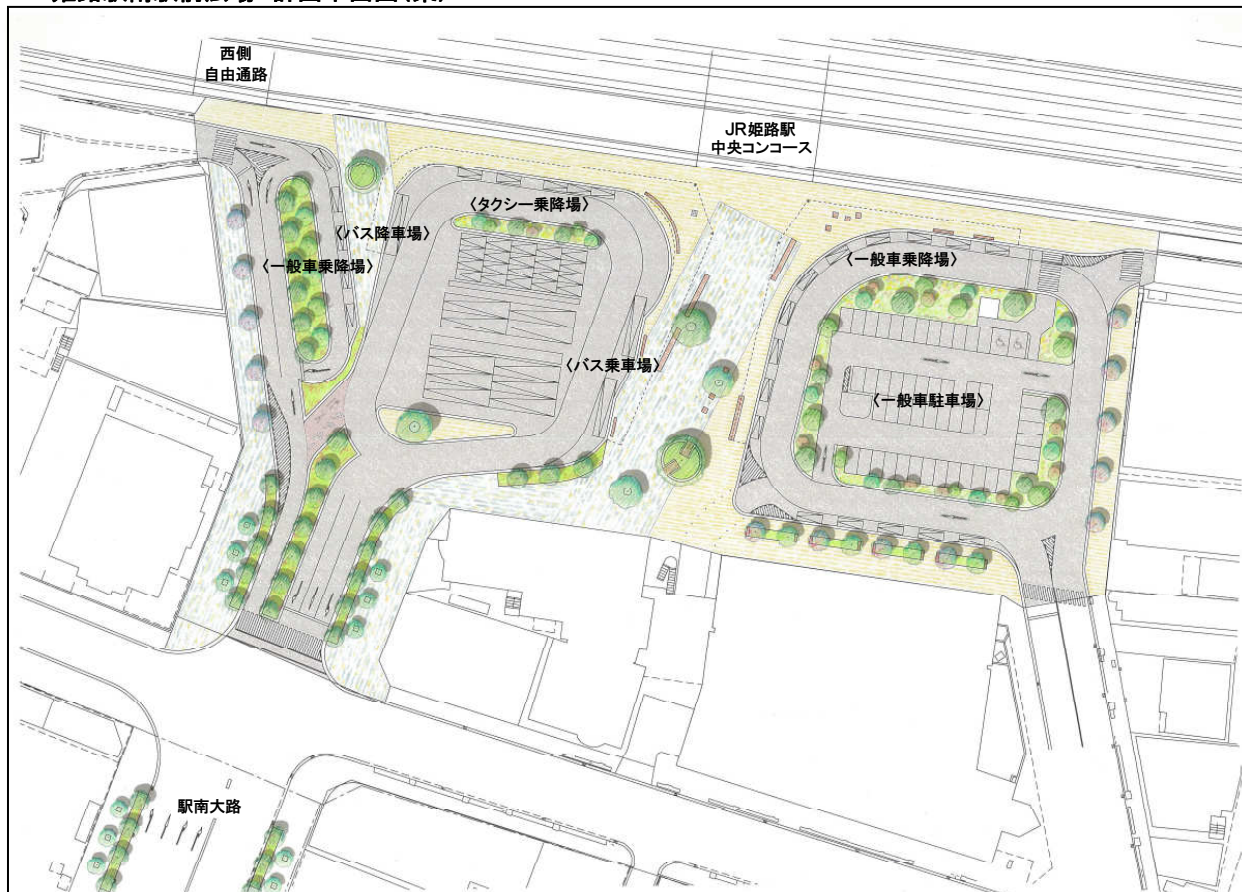 西側
自由通路
JR姫路駅
中央コンコース
〈タクシー乗降場〉
〈バス降車場〉
〈一般車乗降場〉
〈一般車乗降場〉
〈バス乗車場〉
〈一般車駐車場〉
駅南大路